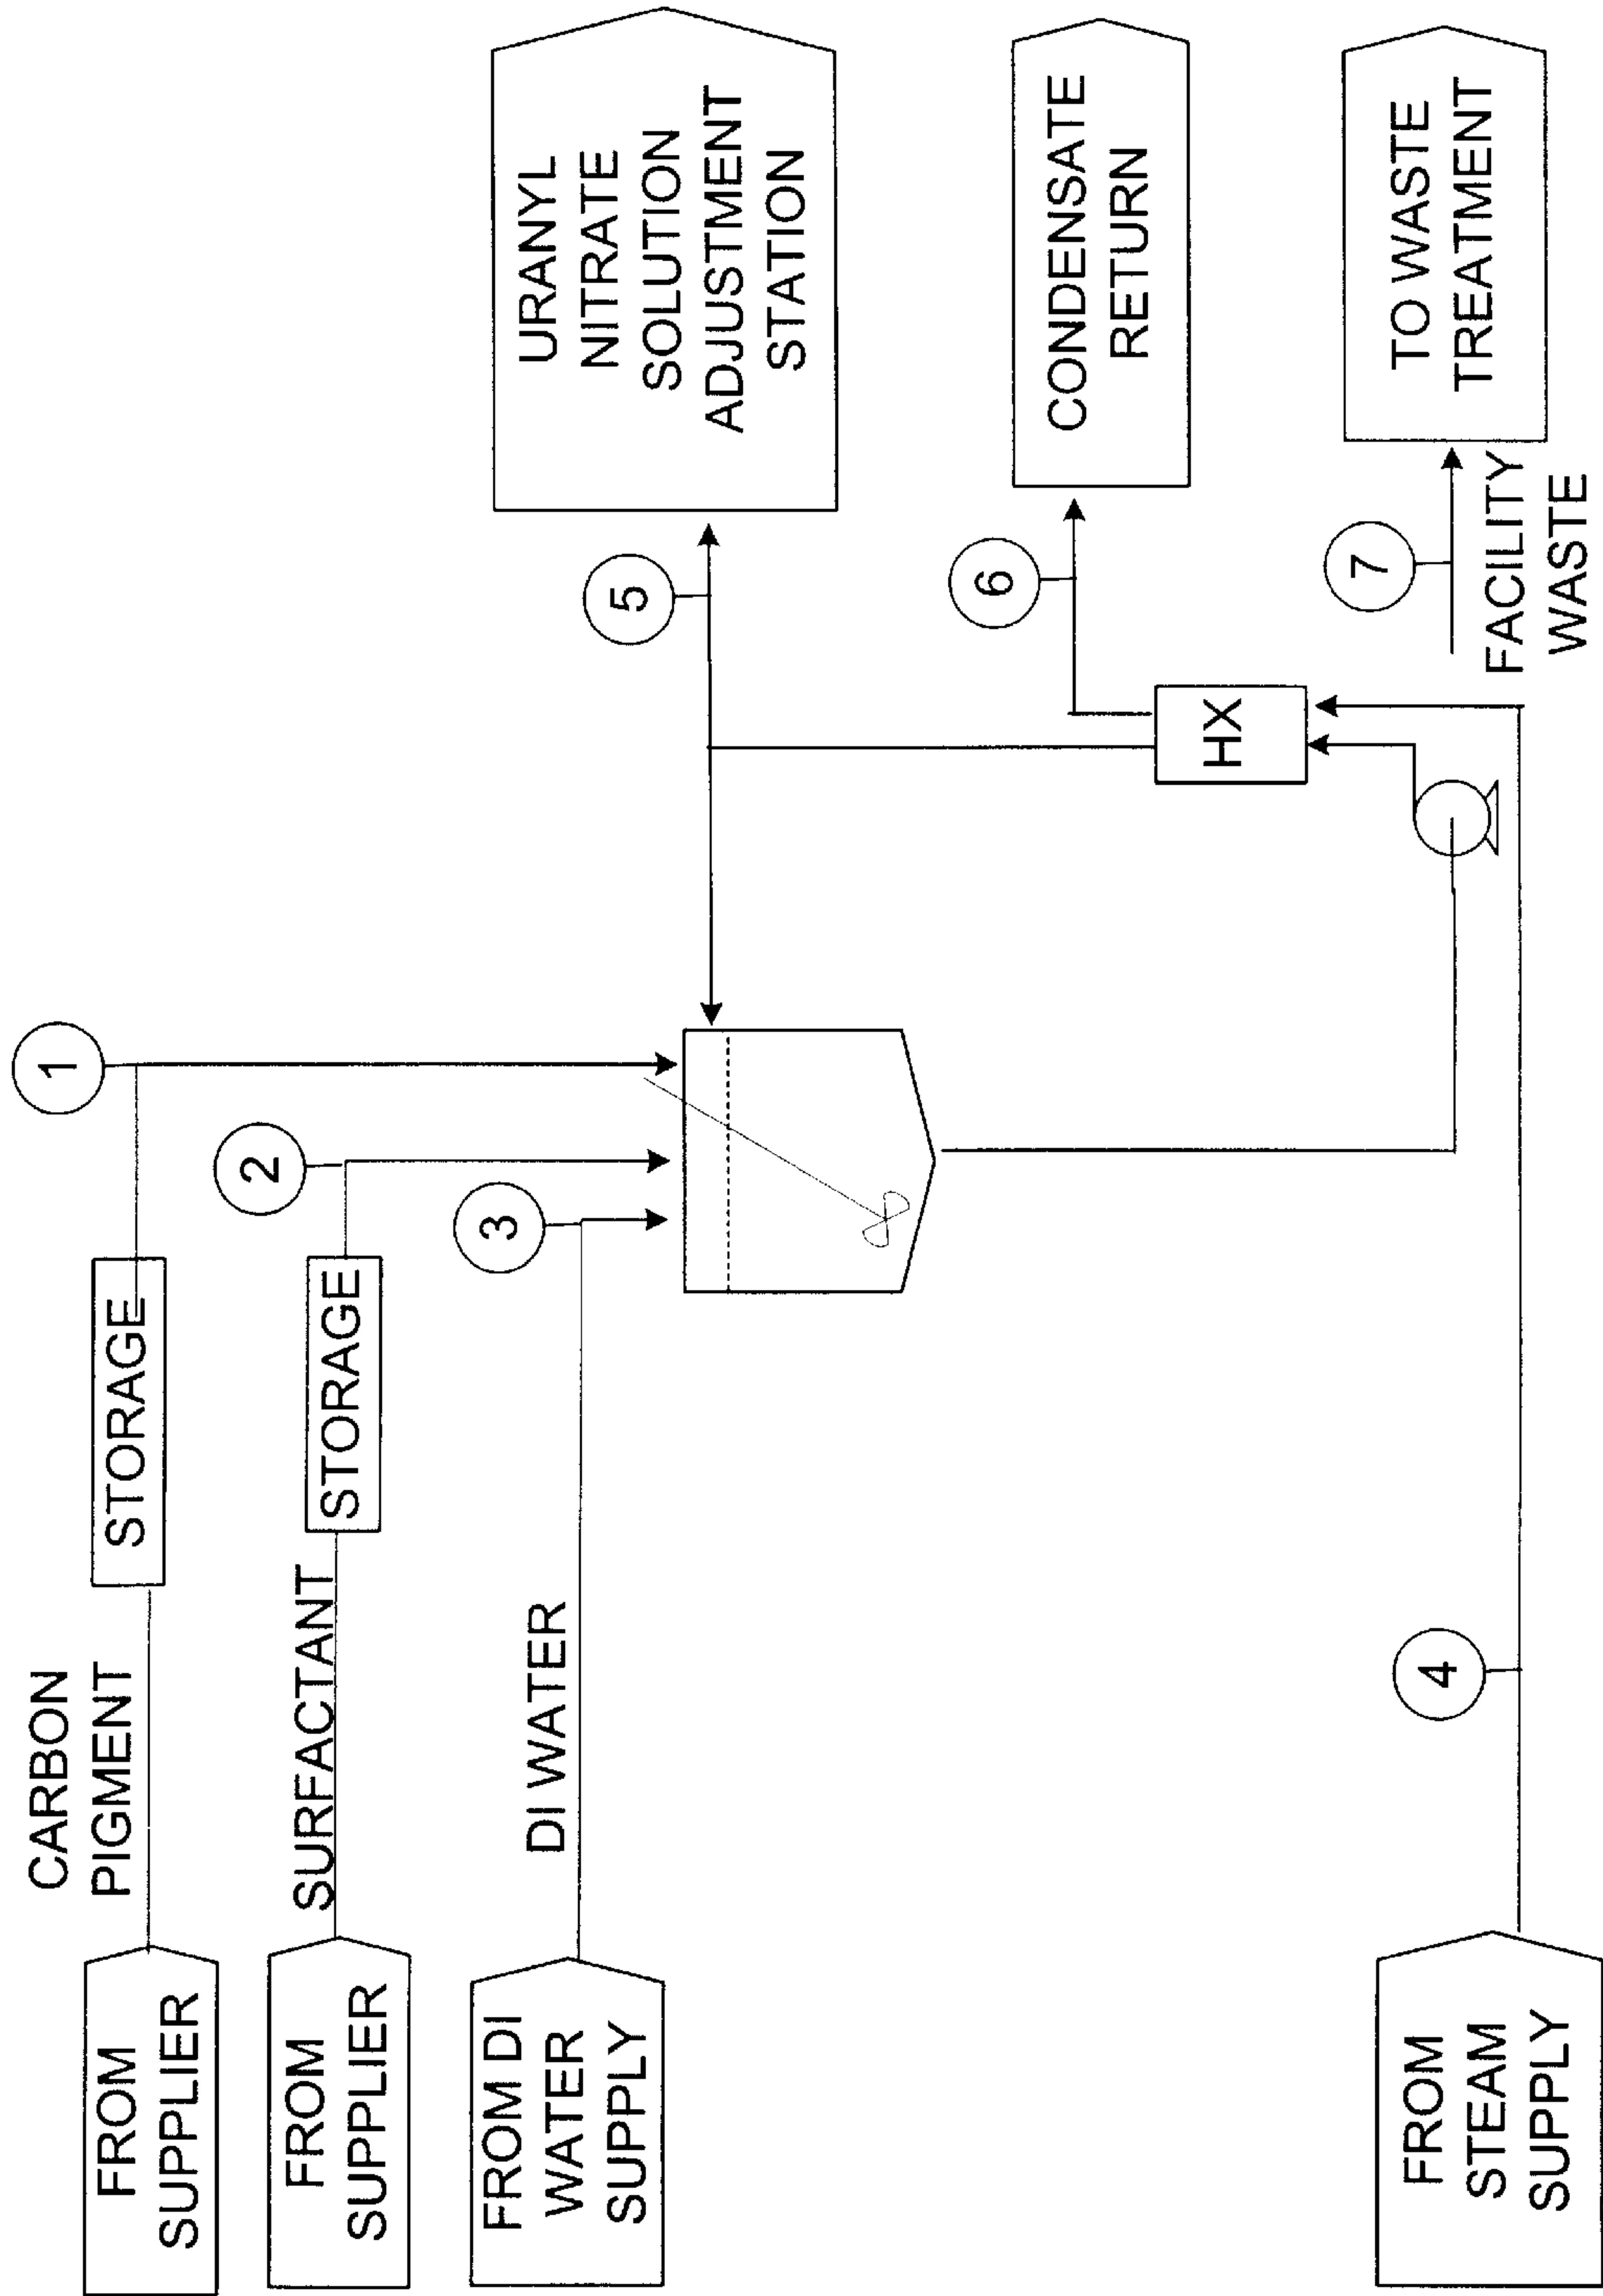 FROM
SUPPLIER
CARBON
PIGMENT
STORAGE
1
FROM
SUPPLIER
SURFACTANT
STORAGE
2
FROM DI
WATER
SUPPLY
DI WATER
3
FROM
STEAM
SUPPLY
4
HX
5
URANYL
NITRATE
SOLUTION
ADJUSTMENT
STATION
6
CONDENSATE
RETURN
7
FACILITY
WASTE
TO WASTE
TREATMENT